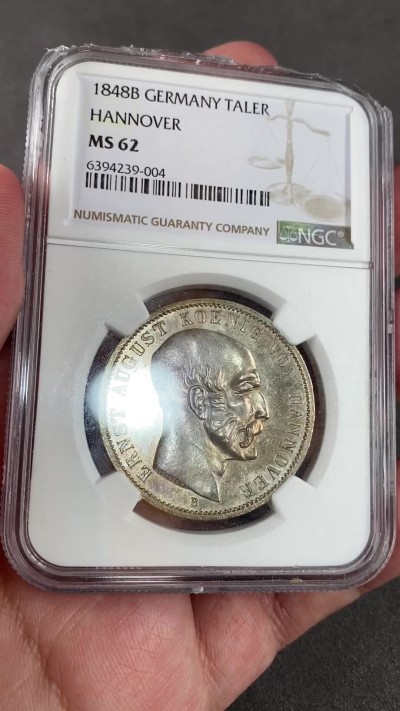 1848B GERMANY TALER
HANNOVER
MS 62
6394239-004
NUMISMATIC GUARANTY COMPANY
NGC®
ERNST AUGUST KOENIG VON HANNOVER
B